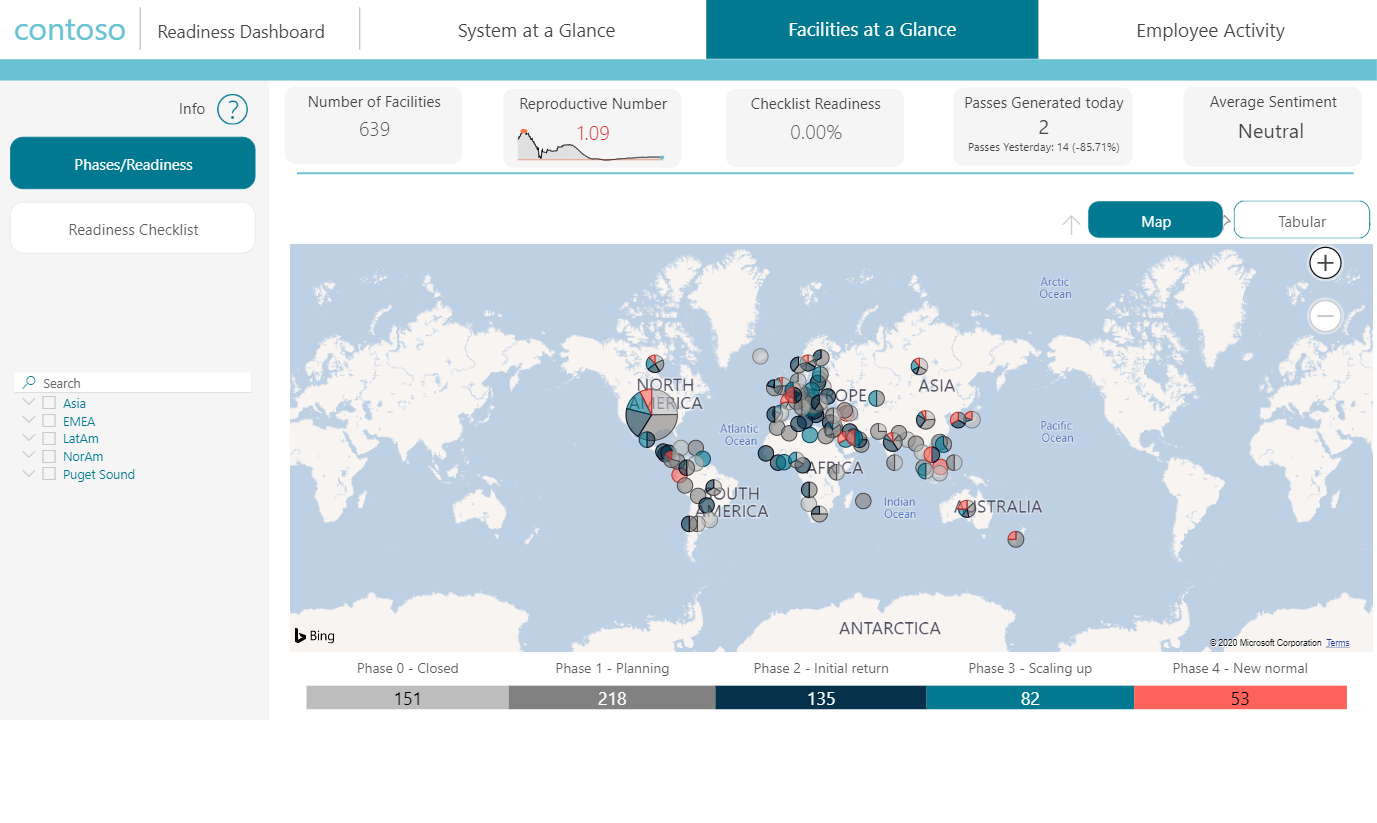 contoso
Readiness Dashboard
System at a Glance
Facilities at a Glance
Employee Activity
Info
?
Phases/Readiness
Readiness Checklist
Search
Asia
EMEA
LatAm
NorAm
Puget Sound
Number of Facilities
639
Reproductive Number
1.09
Checklist Readiness
0.00%
Passes Generated today
2
Passes Yesterday: 14 (-85.71%)
Average Sentiment
Neutral
Map
Tabular
Arctic
Ocean
NORTH
AMERICA
ASIA
Atlantic
Ocean
Pacific
Ocean
AFRICA
SOUTH
AMERICA
Indian
Ocean
AUSTRALIA
ANTARCTICA
Bing
© 2020 Microsoft Corporation Terms
Phase 0 - Closed
Phase 1 - Planning
Phase 2 - Initial return
Phase 3 - Scaling up
Phase 4 - New normal
151
218
135
82
53